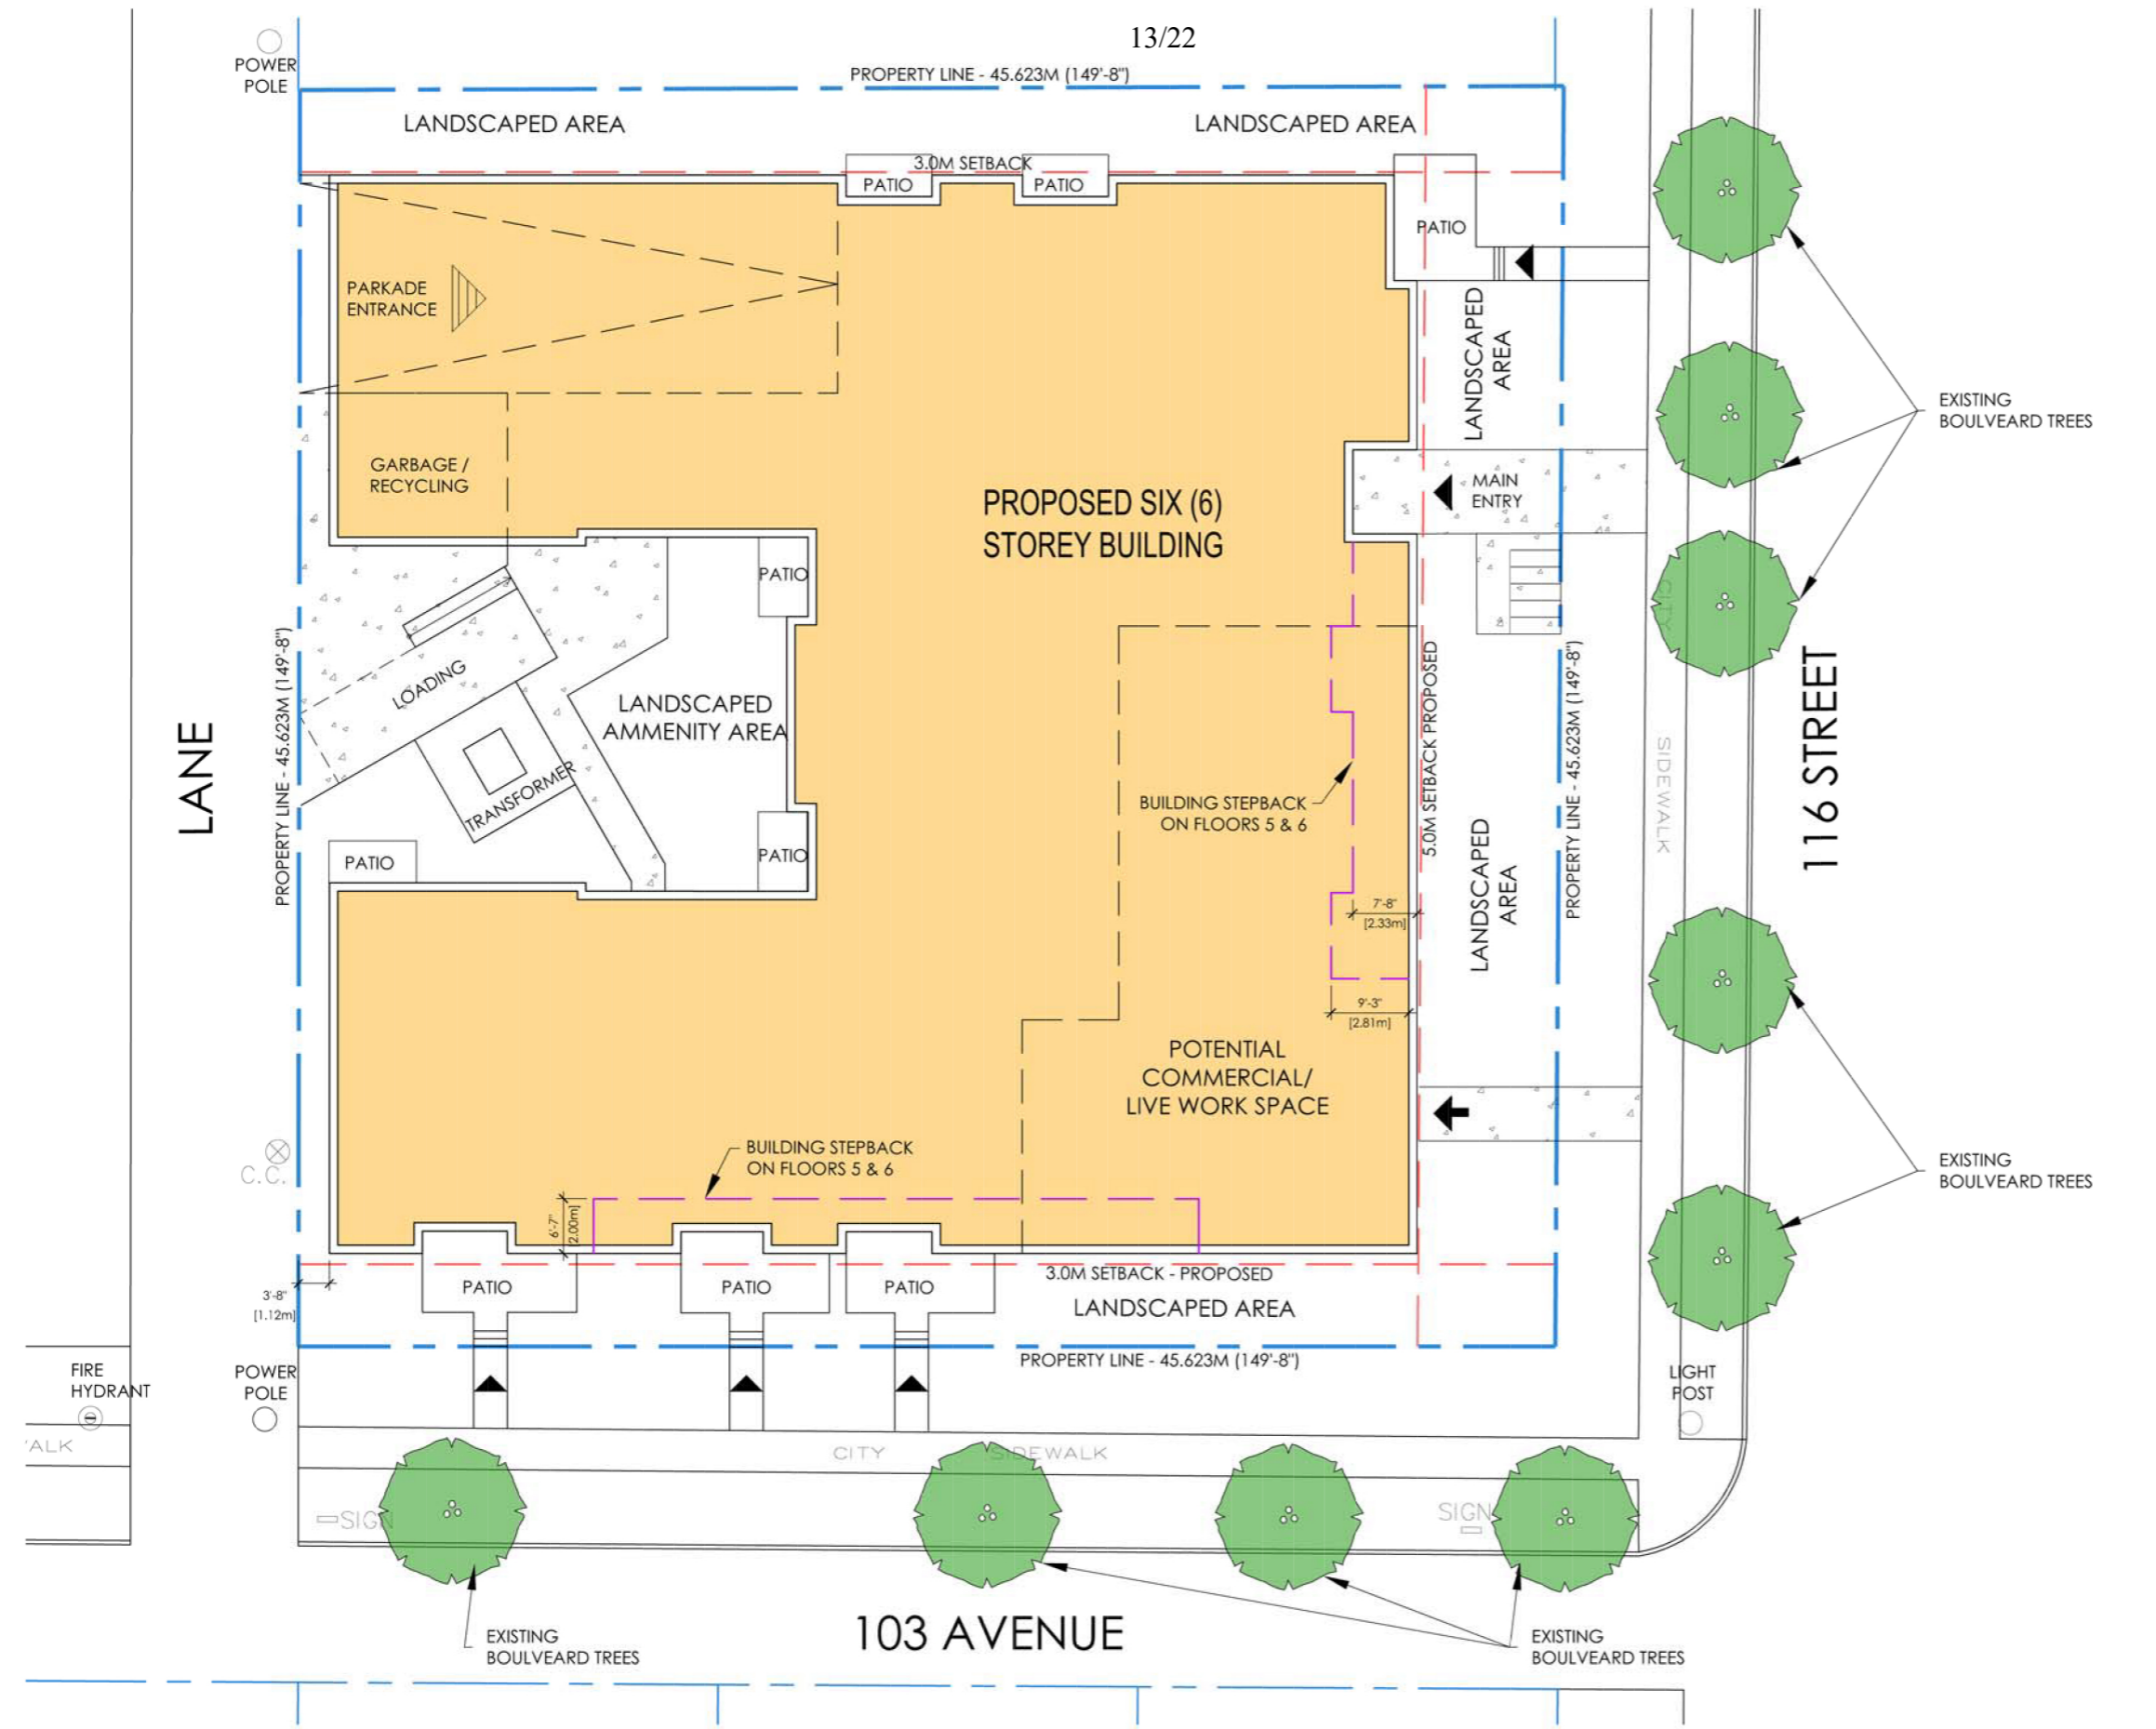 13/22
POWER
POLE
PROPERTY LINE - 45.623M (149'-8")
LANDSCAPED AREA
LANDSCAPED AREA
3.0M SETBACK
PATIO
PATIO
PATIO
PARKADE
ENTRANCE
LANDSCAPED
AREA
EXISTING
BOULVEARD TREES
GARBAGE /
RECYCLING
PROPOSED SIX (6)
STOREY BUILDING
MAIN
ENTRY
PATIO
CITY
SIDEWALK
LOADING
LANDSCAPED
AMMENITY AREA
TRANSFORMER
PATIO
PATIO
LANE
PROPERTY LINE - 45.623M (149'-8")
BUILDING STEPBACK
ON FLOORS 5 & 6
5.0M SETBACK PROPOSED
LANDSCAPED
AREA
PROPERTY LINE - 45.623M (149'-8")
116 STREET
7'-8"
[2.33m]
9'-3"
[2.81m]
POTENTIAL
COMMERCIAL/
LIVE WORK SPACE
C.C.
BUILDING STEPBACK
ON FLOORS 5 & 6
EXISTING
BOULVEARD TREES
6'-7"
[2.00m]
3'-8"
[1.12m]
PATIO
PATIO
PATIO
3.0M SETBACK - PROPOSED
LANDSCAPED AREA
PROPERTY LINE - 45.623M (149'-8")
FIRE
HYDRANT
POWER
POLE
LIGHT
POST
ALK
CITY SIDEWALK
SIGN
SIGN
103 AVENUE
EXISTING
BOULVEARD TREES
EXISTING
BOULVEARD TREES